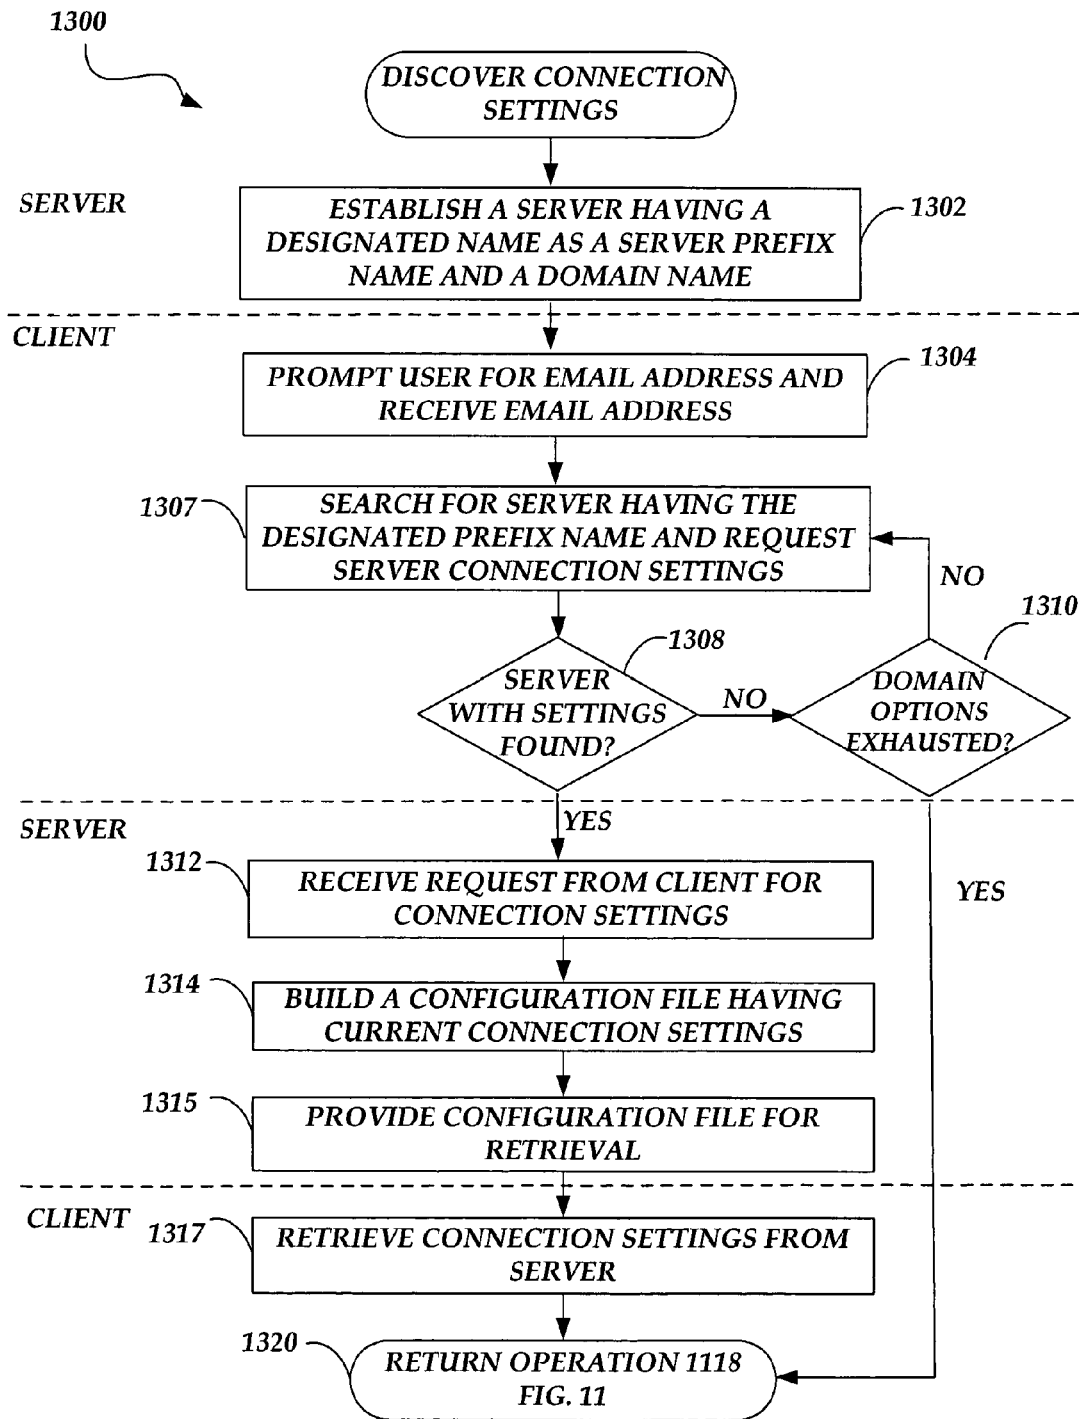 1300
DISCOVER CONNECTION
SETTINGS
SERVER
ESTABLISH A SERVER HAVING A
DESIGNATED NAME AS A SERVER PREFIX
NAME AND A DOMAIN NAME
1302
CLIENT
PROMPT USER FOR EMAIL ADDRESS AND
RECEIVE EMAIL ADDRESS
1304
1307
SEARCH FOR SERVER HAVING THE
DESIGNATED PREFIX NAME AND REQUEST
SERVER CONNECTION SETTINGS
NO
1310
1308
SERVER
WITH SETTINGS
FOUND?
NO
DOMAIN
OPTIONS
EXHAUSTED?
SERVER
YES
1312
RECEIVE REQUEST FROM CLIENT FOR
CONNECTION SETTINGS
YES
1314
BUILD A CONFIGURATION FILE HAVING
CURRENT CONNECTION SETTINGS
1315
PROVIDE CONFIGURATION FILE FOR
RETRIEVAL
CLIENT
1317
RETRIEVE CONNECTION SETTINGS FROM
SERVER
1320
RETURN OPERATION 1118
FIG. 11